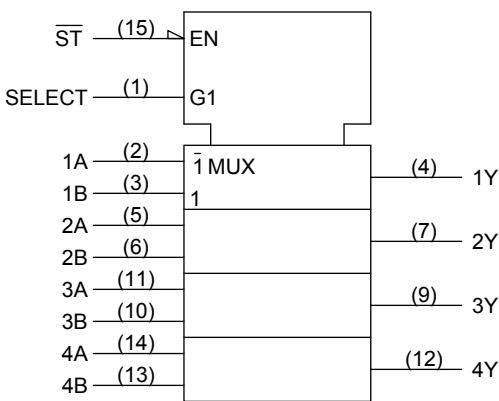 S̅T̅ (15) EN
SELECT (1) G1
1A (2) 1̅ MUX (4) 1Y
1B (3) 1
2A (5) (7) 2Y
2B (6)
3A (11) (9) 3Y
3B (10)
4A (14) (12) 4Y
4B (13)